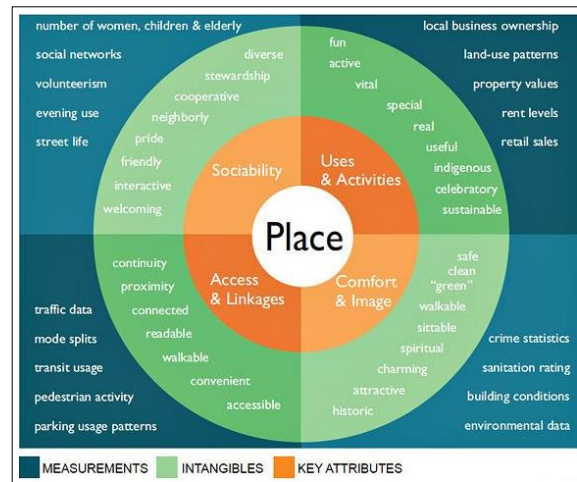 number of women, children & elderly
social networks
volunteerism
evening use
street life
diverse
stewardship
cooperative
neighborly
pride
friendly
interactive
welcoming
Sociability
local business ownership
land-use patterns
property values
rent levels
retail sales
fun
active
vital
special
real
useful
indigenous
celebratory
sustainable
Uses
& Activities
Place
Access
& Linkages
continuity
proximity
connected
readable
walkable
convenient
accessible
traffic data
mode splits
transit usage
pedestrian activity
parking usage patterns
Comfort
& Image
safe
clean
"green"
walkable
sittable
spiritual
charming
attractive
historic
crime statistics
sanitation rating
building conditions
environmental data
MEASUREMENTS
INTANGIBLES
KEY ATTRIBUTES